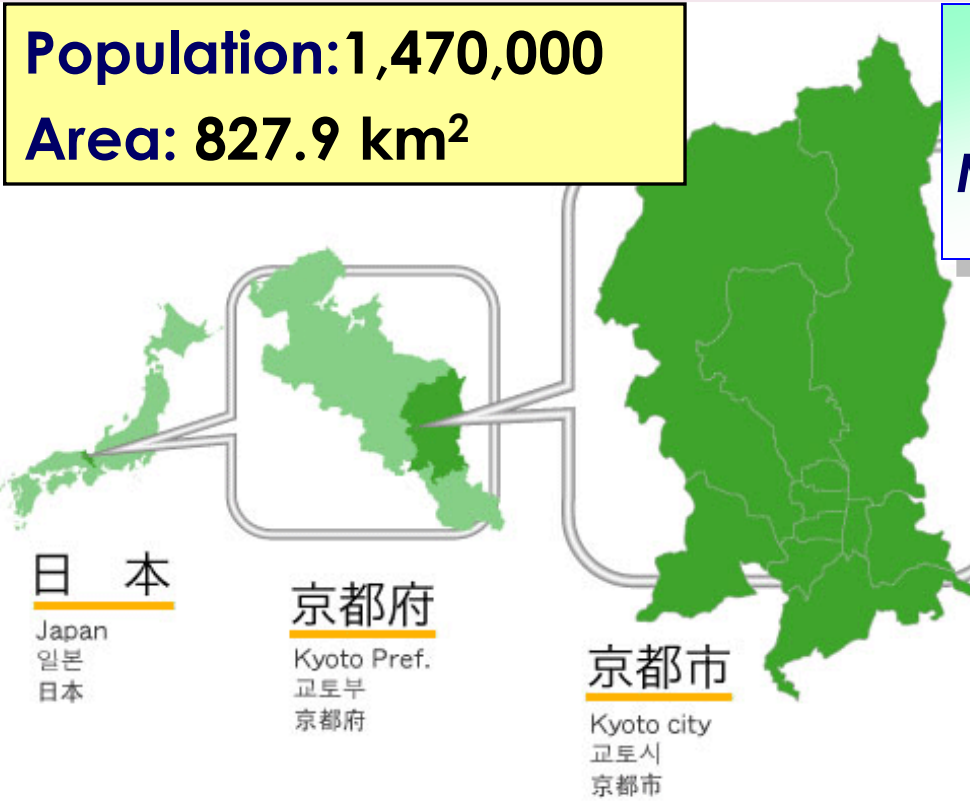 Population:1,470,000
Area: 827.9 km²
日 本
Japan
일본
日本
京都府
Kyoto Pref.
교토부
京都府
京都市
Kyoto city
교토시
京都市